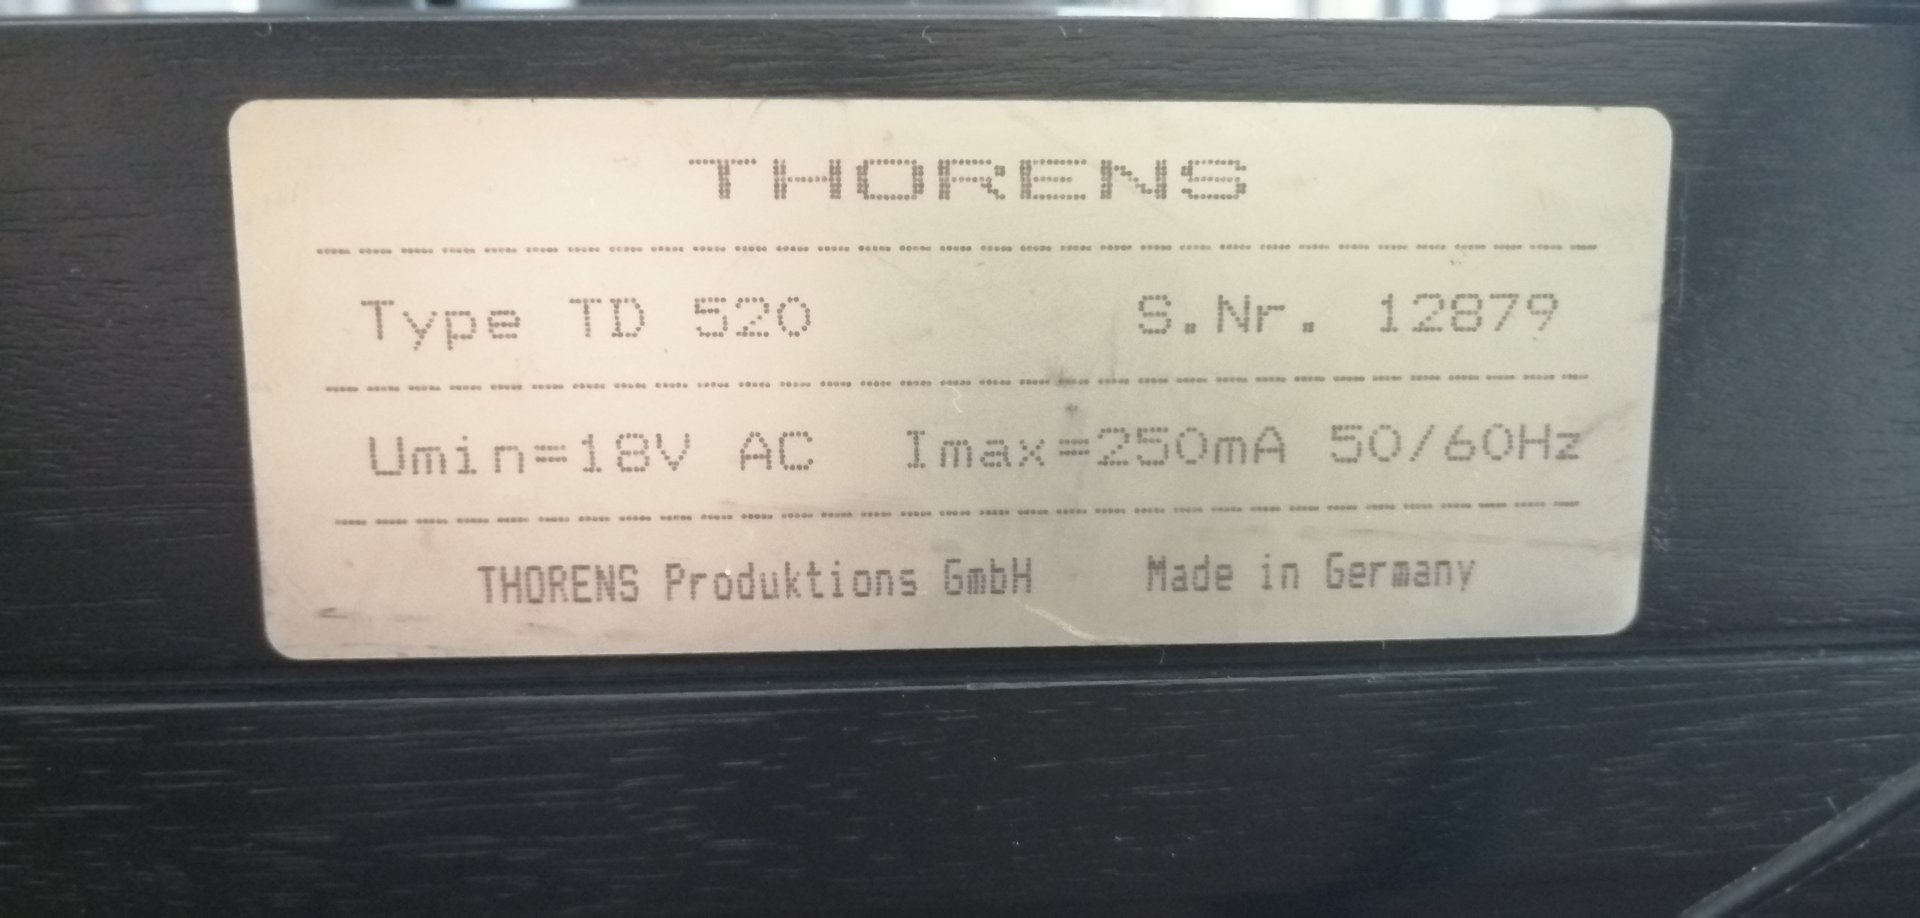 THORENS
Type TD 520 S.Nr. 12879
Umin=18V AC Imax=250mA 50/60Hz
THORENS Produktions GmbH Made in Germany